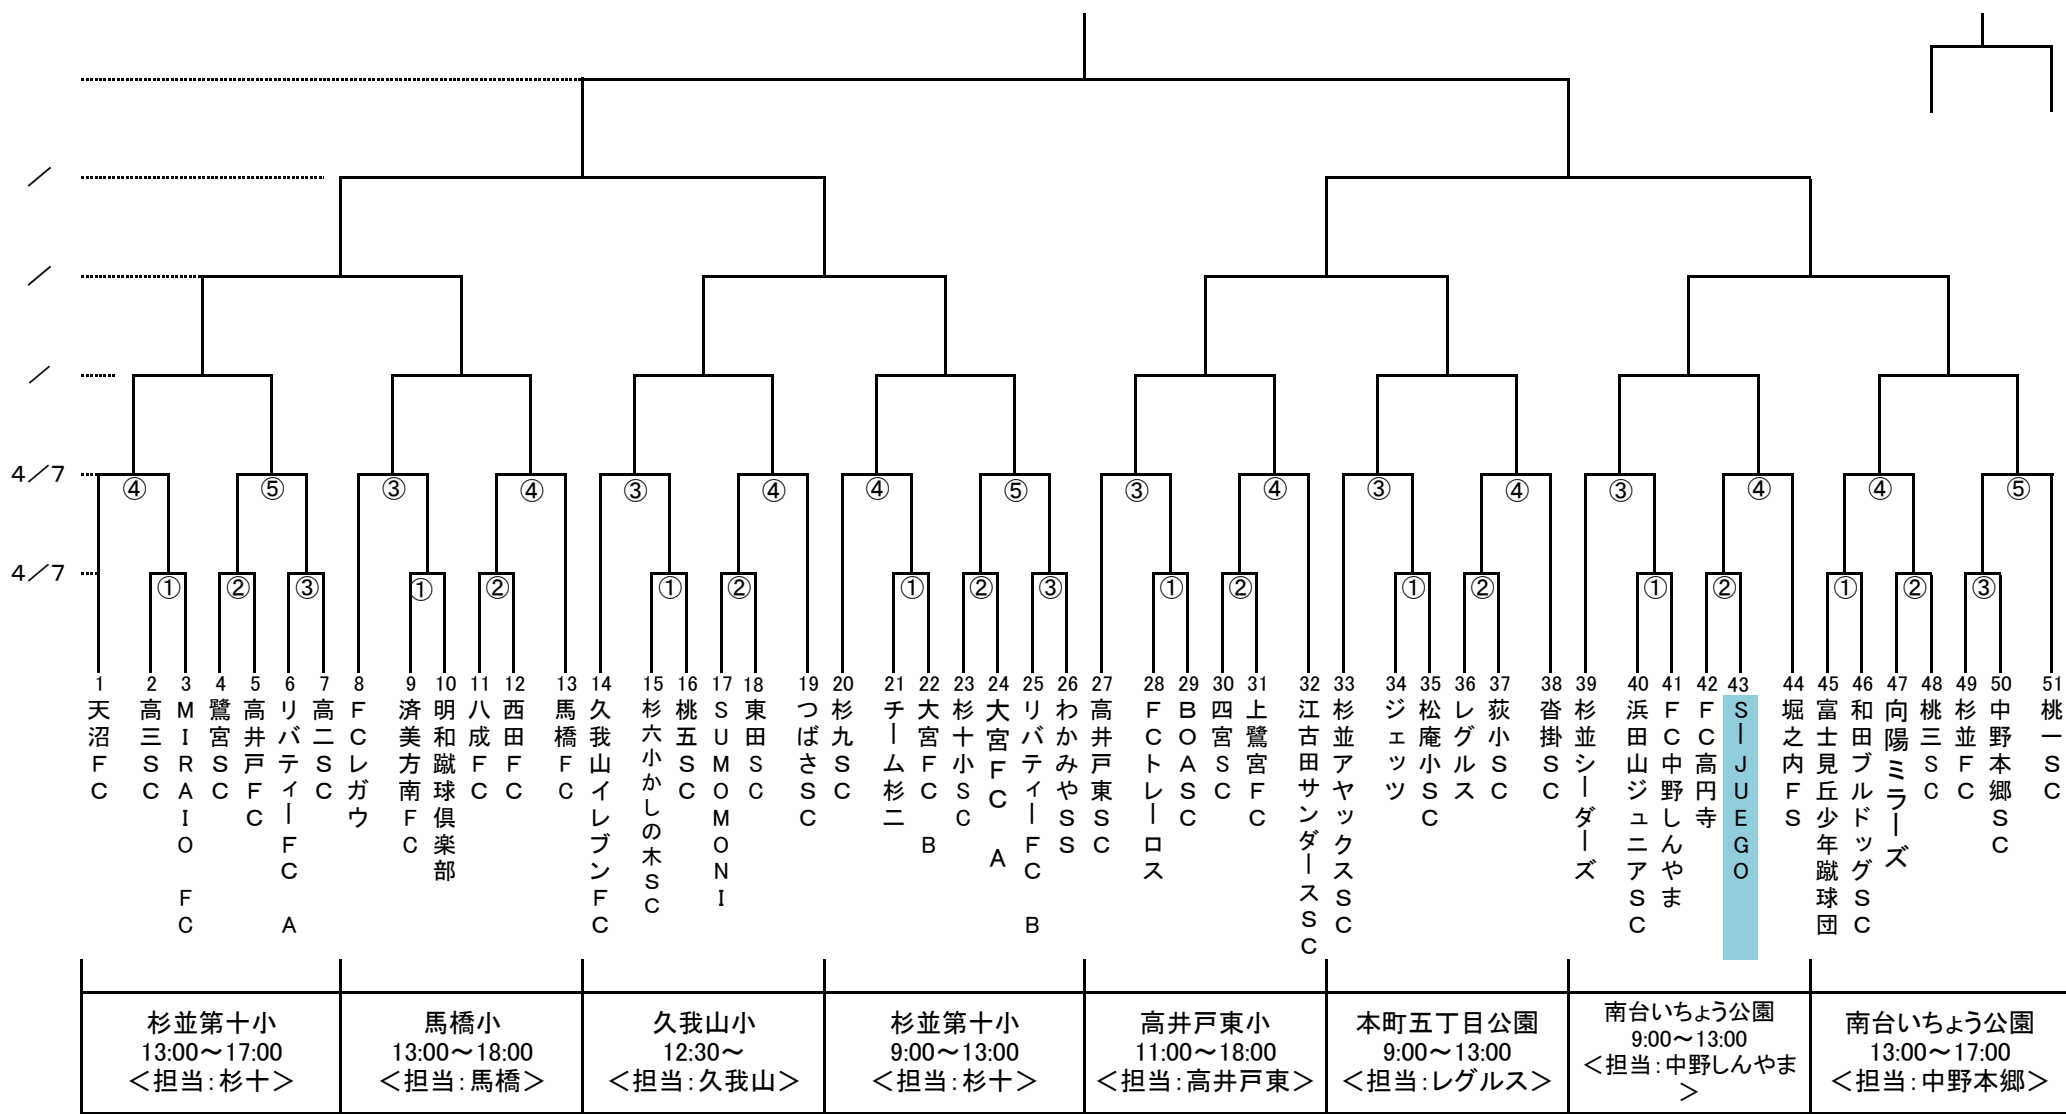 ／
／
／
4／7
④ ⑤ ③ ④ ③ ④ ④ ⑤ ③ ④ ③ ④ ③ ④ ④ ⑤
4／7
① ② ③ ① ② ① ② ① ② ③ ① ② ① ② ① ② ① ② ③
1 天沼FC
2 高三SC
3 MIRAIO FC
4 鷺宮SC
5 高井戸FC
6 リバティーFC A
7 高二SC
8 FCレガウ
9 済美方南FC
10 明和蹴球倶楽部
11 八成FC
12 西田FC
13 馬橋FC
14 久我山イレブンFC
15 杉六小かしの木SC
16 桃五SC
17 SUMOMONI
18 東田SC
19 つばさSC
20 杉九SC
21 チーム杉二
22 大宮FC B
23 杉十小SC
24 大宮FC A
25 リバティーFC B
26 わかみやSS
27 高井戸東SC
28 FCトレーロス
29 BOASC
30 四宮SC
31 上鷺宮FC
32 江古田サンダースSC
33 杉並アヤックスSC
34 ジェッツ
35 松庵小SC
36 レグルス
37 荻小SC
38 沓掛SC
39 杉並シーダーズ
40 浜田山ジュニアSC
41 FC中野しんやま
42 FC高円寺
43 SーJUEGO
44 堀之内FS
45 富士見丘少年蹴球団
46 和田ブルドッグSC
47 向陽ミラーズ
48 桃三SC
49 杉並FC
50 中野本郷SC
51 桃一SC
杉並第十小
13:00～17:00
＜担当：杉十＞
馬橋小
13:00～18:00
＜担当：馬橋＞
久我山小
12:30～
＜担当：久我山＞
杉並第十小
9:00～13:00
＜担当：杉十＞
高井戸東小
11:00～18:00
＜担当：高井戸東＞
本町五丁目公園
9:00～13:00
＜担当：レグルス＞
南台いちょう公園
9:00～13:00
＜担当：中野しんやま
＞
南台いちょう公園
13:00～17:00
＜担当：中野本郷＞